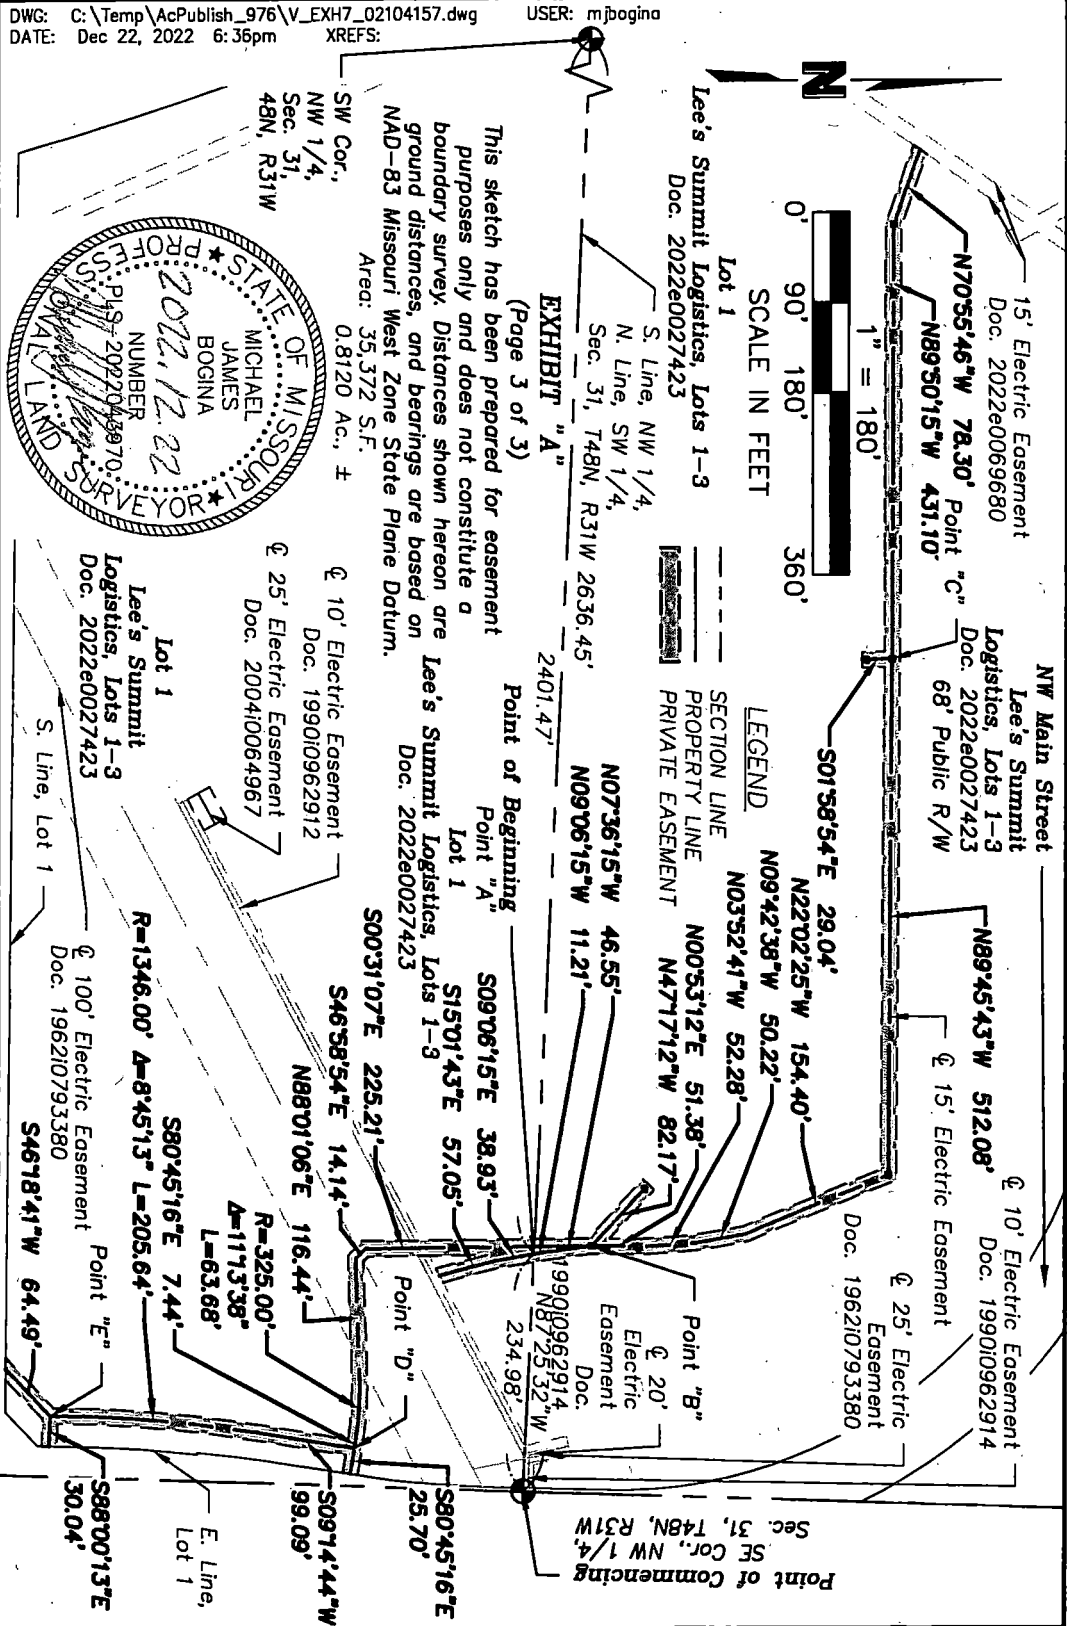 DWG: C:\Temp\AcPublish_976\V_EXH7_02104157.dwg USER: mjbogina
DATE: Dec 22, 2022 6:36pm XREFS:
NW Main Street
Lee's Summit
Logistics, Lots 1-3
Doc. 2022e0027423
68' Public R/W
15' Electric Easement
Doc. 2022e0069680
N70°55'46"W 78.30'
N89°50'15"W 431.10'
Point "C"
S01°58'54"E 29.04'
N89°45'43"W 512.08'
℄ 15' Electric Easement
℄ 10' Electric Easement
Doc. 1990I0962914
℄ 25' Electric
Easement
Doc. 1962I0793380
N
1" = 180'
0' 90' 180' 360'
SCALE IN FEET
Lot 1
Lee's Summit Logistics, Lots 1-3
Doc. 2022e0027423
LEGEND
SECTION LINE
PROPERTY LINE
PRIVATE EASEMENT
N22°02'25"W 154.40'
N09°42'38"W 50.22'
N03°52'41"W 52.28'
N00°53'12"E 51.38'
N47°17'12"W 82.17'
N07°36'15"W 46.55'
N09°06'15"W 11.21'
S. Line, NW 1/4,
N. Line, SW 1/4,
Sec. 31, T48N, R31W 2636.45'
2401.47'
Point "B"
℄ 20'
Electric
Easement
Doc.
1990I0962914
N87°25'32"W
234.98'
Point of Commencing
SE Cor., NW 1/4,
Sec. 31, T48N, R31W
SW Cor.,
NW 1/4,
Sec. 31,
48N, R31W
EXHIBIT "A"
(Page 3 of 3)
This sketch has been prepared for easement
purposes only and does not constitute a
boundary survey. Distances shown hereon are
ground distances, and bearings are based on
NAD-83 Missouri West Zone State Plane Datum.
Area: 35,372 S.F.
0.8120 Ac., ±
Point of Beginning
Point "A"
Lot 1
Lee's Summit Logistics, Lots 1-3
Doc. 2022e0027423
S09°06'15"E 38.93'
S15°01'43"E 57.05'
S00°31'07"E 225.21'
S46°58'54"E 14.14'
N88°01'06"E 116.44'
R=325.00'
Δ=11°13'38"
L=63.68'
S80°45'16"E 7.44'
R=1346.00' Δ=8°45'13" L=205.64'
Point "D"
S80°45'16"E
25.70'
S09°14'44"W
99.09'
E. Line,
Lot 1
S88°00'13"E
30.04'
Point "E"
S46°18'41"W 64.49'
℄ 10' Electric Easement
Doc. 1990I0962912
℄ 25' Electric Easement
Doc. 2004I0064967
Lot 1
Lee's Summit
Logistics, Lots 1-3
Doc. 2022e0027423
℄ 100' Electric Easement
Doc. 1962I0793380
S. Line, Lot 1
STATE OF MISSOURI
MICHAEL
JAMES
BOGINA
2022.12.22
NUMBER
PLS-2022043970
PROFESSIONAL LAND SURVEYOR